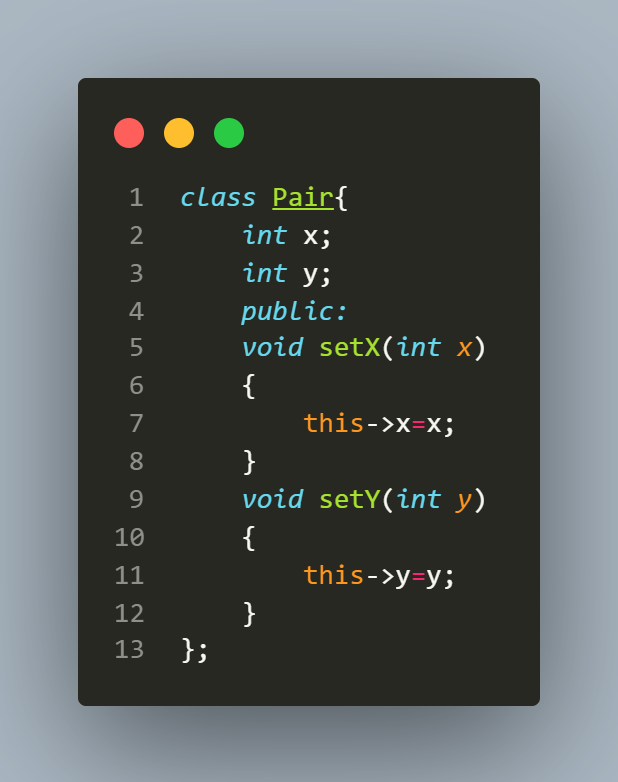 1 class Pair{
2     int x;
3     int y;
4     public:
5     void setX(int x)
6     {
7         this->x=x;
8     }
9     void setY(int y)
10     {
11         this->y=y;
12     }
13 };